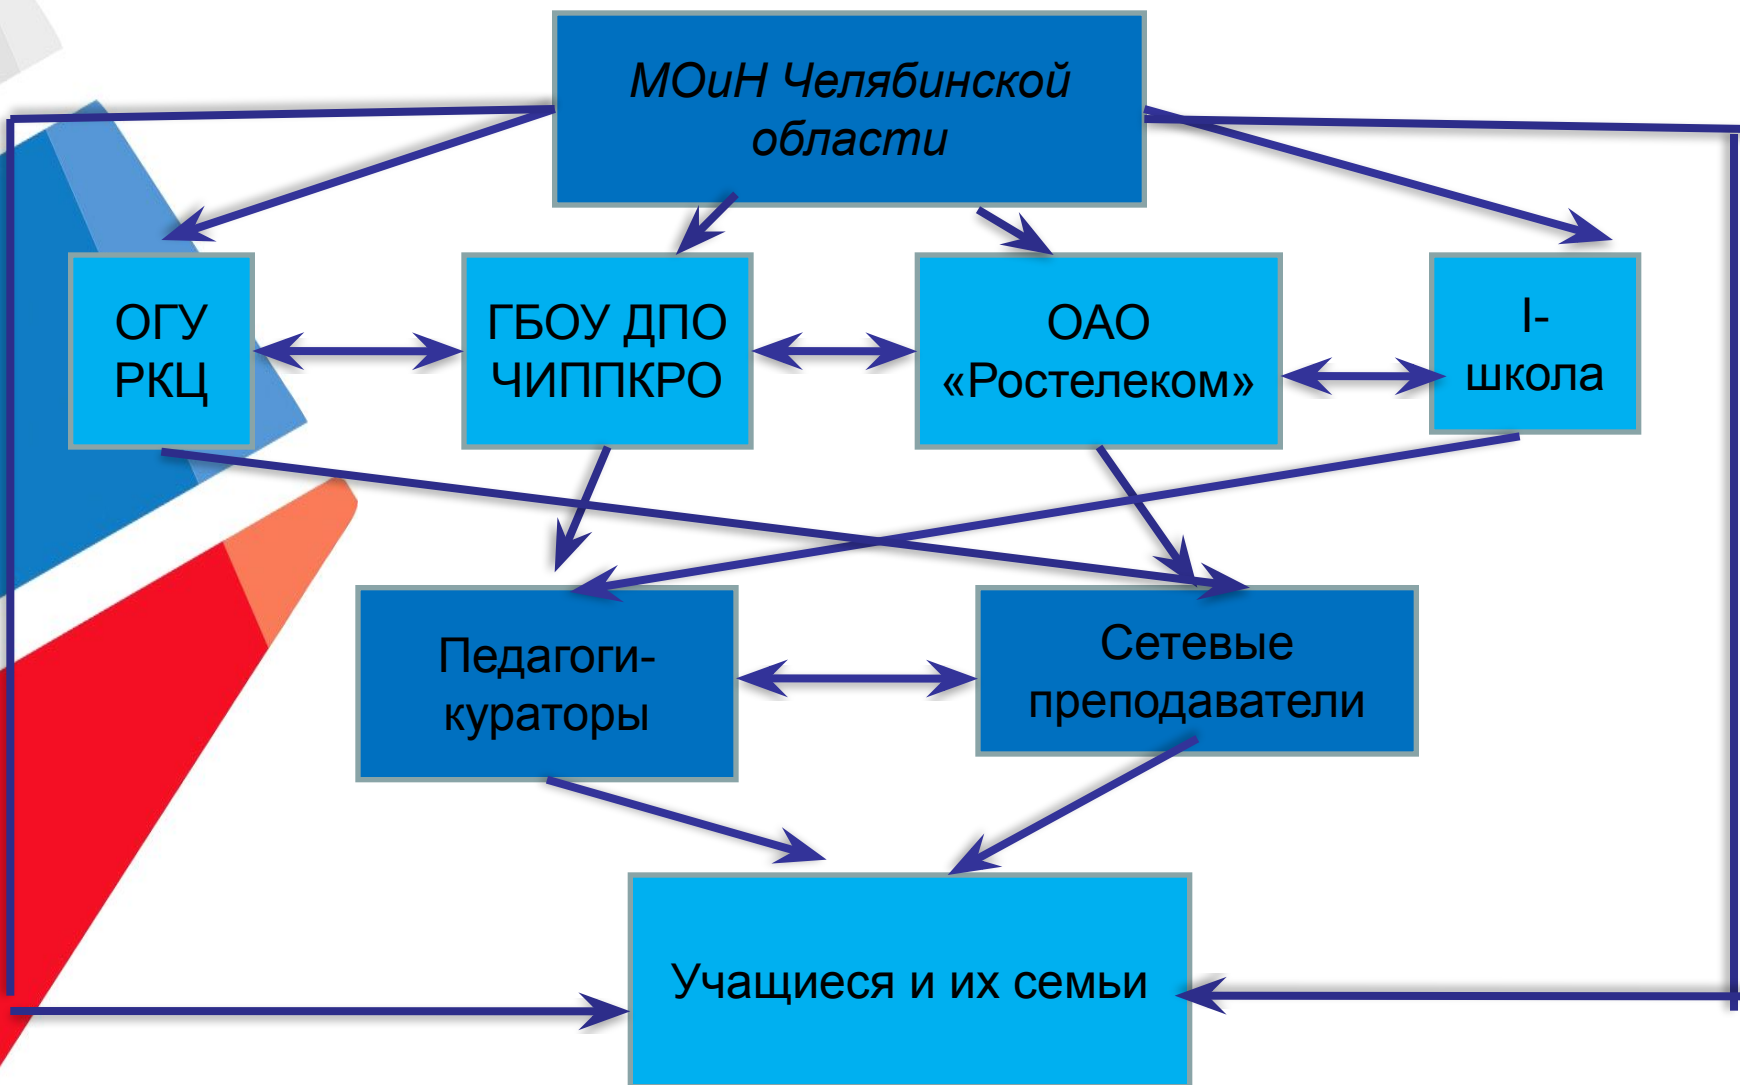 МОиН Челябинской
области
ОГУ
РКЦ
ГБОУ ДПО
ЧИППКРО
ОАО
«Ростелеком»
I-
школа
Педагоги-
кураторы
Сетевые
преподаватели
Учащиеся и их семьи